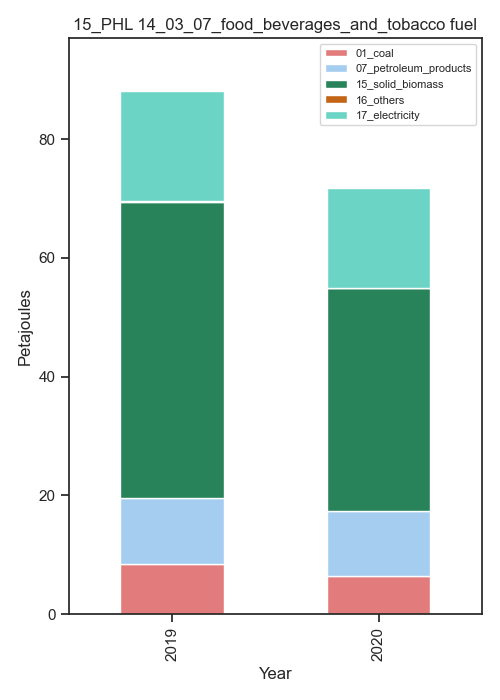 15_PHL 14_03_07_food_beverages_and_tobacco fuel
01_coal
07_petroleum_products
15_solid_biomass
16_others
17_electricity
80
60
40
20
0
Petajoules
2019
2020
Year